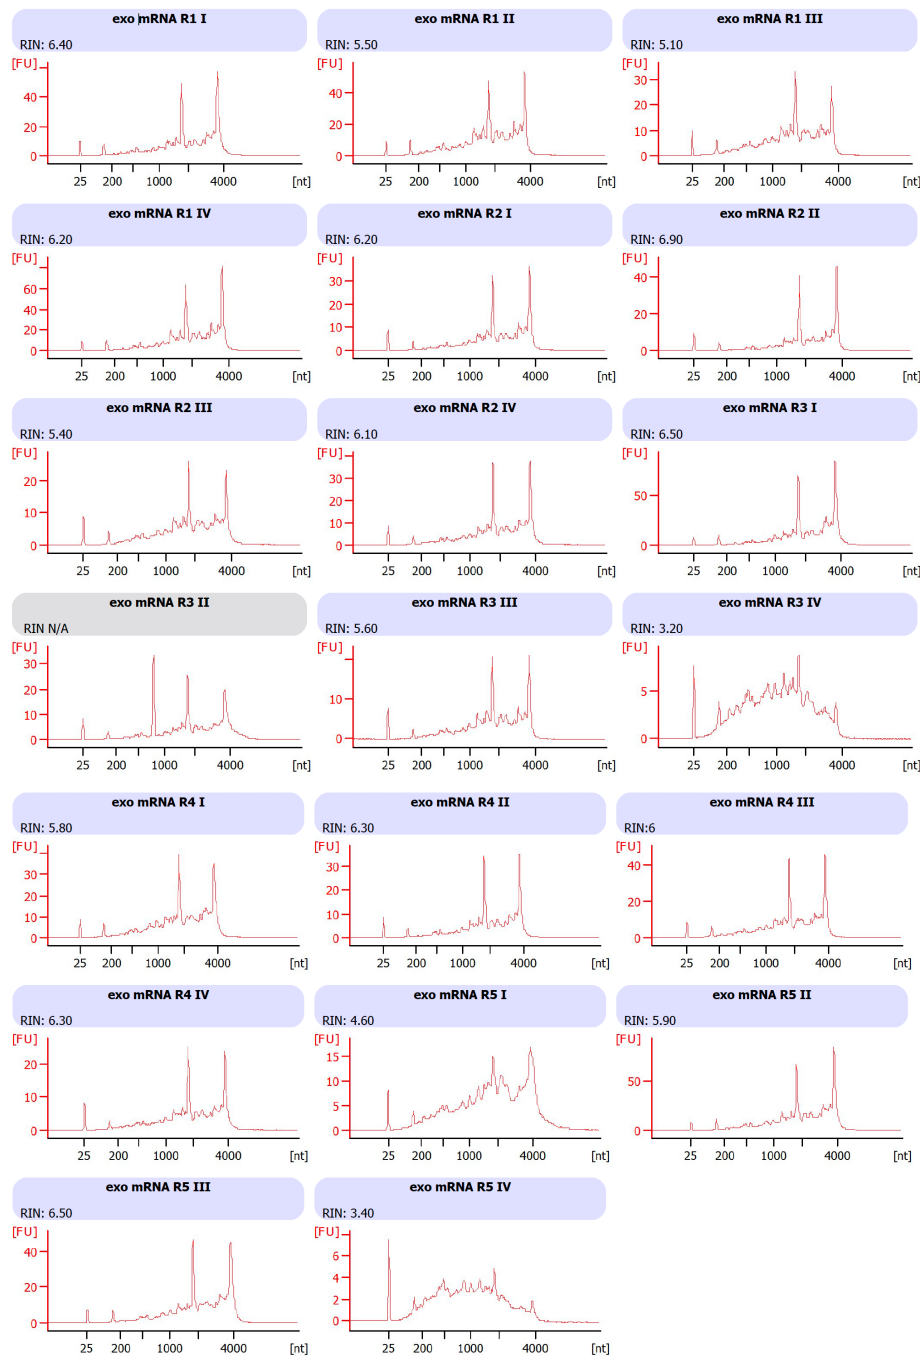 exo mRNA R1 I
RIN: 6.40
[FU]
40
20
0
25 200 1000 4000 [nt]
exo mRNA R1 II
RIN: 5.50
[FU]
40
20
0
25 200 1000 4000 [nt]
exo mRNA R1 III
RIN: 5.10
[FU]
30
20
10
0
25 200 1000 4000 [nt]
exo mRNA R1 IV
RIN: 6.20
[FU]
60
40
20
0
25 200 1000 4000 [nt]
exo mRNA R2 I
RIN: 6.20
[FU]
30
20
10
0
25 200 1000 4000 [nt]
exo mRNA R2 II
RIN: 6.90
[FU]
40
20
0
25 200 1000 4000 [nt]
exo mRNA R2 III
RIN: 5.40
[FU]
20
10
0
25 200 1000 4000 [nt]
exo mRNA R2 IV
RIN: 6.10
[FU]
40
30
20
10
0
25 200 1000 4000 [nt]
exo mRNA R3 I
RIN: 6.50
[FU]
50
0
25 200 1000 4000 [nt]
exo mRNA R3 II
RIN N/A
[FU]
30
20
10
0
25 200 1000 4000 [nt]
exo mRNA R3 III
RIN: 5.60
[FU]
10
0
25 200 1000 4000 [nt]
exo mRNA R3 IV
RIN: 3.20
[FU]
5
0
25 200 1000 4000 [nt]
exo mRNA R4 I
RIN: 5.80
[FU]
30
20
10
0
25 200 1000 4000 [nt]
exo mRNA R4 II
RIN: 6.30
[FU]
30
20
10
0
25 200 1000 4000 [nt]
exo mRNA R4 III
RIN:6
[FU]
40
20
0
25 200 1000 4000 [nt]
exo mRNA R4 IV
RIN: 6.30
[FU]
20
10
0
25 200 1000 4000 [nt]
exo mRNA R5 I
RIN: 4.60
[FU]
15
10
5
0
25 200 1000 4000 [nt]
exo mRNA R5 II
RIN: 5.90
[FU]
50
0
25 200 1000 4000 [nt]
exo mRNA R5 III
RIN: 6.50
[FU]
40
20
0
25 200 1000 4000 [nt]
exo mRNA R5 IV
RIN: 3.40
[FU]
6
4
2
0
25 200 1000 4000 [nt]